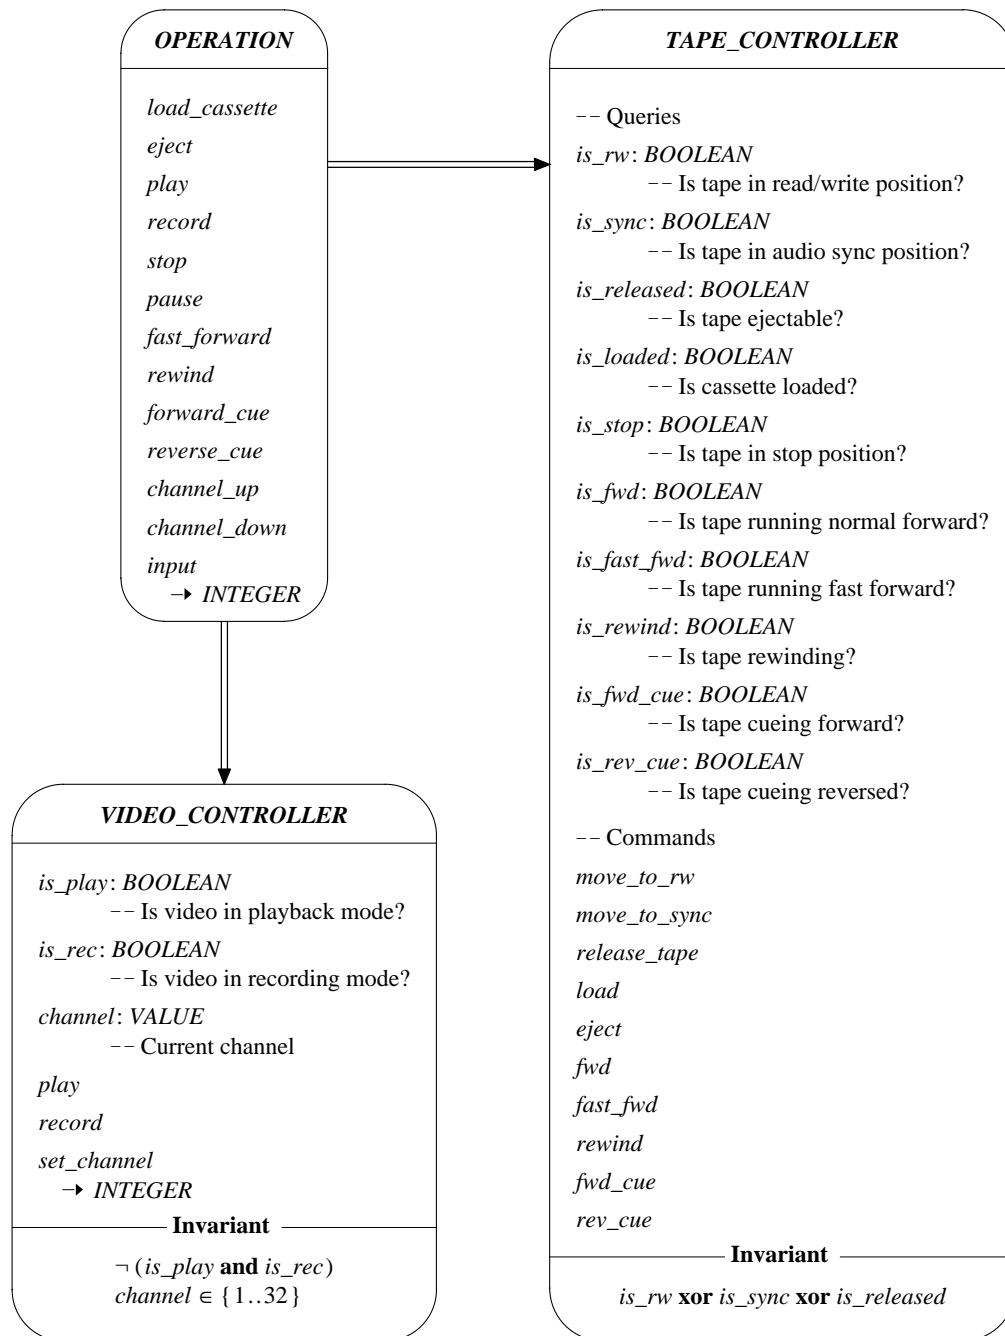 OPERATION
load_cassette
eject
play
record
stop
pause
fast_forward
rewind
forward_cue
reverse_cue
channel_up
channel_down
input
→ INTEGER
TAPE_CONTROLLER
-- Queries
is_rw: BOOLEAN
-- Is tape in read/write position?
is_sync: BOOLEAN
-- Is tape in audio sync position?
is_released: BOOLEAN
-- Is tape ejectable?
is_loaded: BOOLEAN
-- Is cassette loaded?
is_stop: BOOLEAN
-- Is tape in stop position?
is_fwd: BOOLEAN
-- Is tape running normal forward?
is_fast_fwd: BOOLEAN
-- Is tape running fast forward?
is_rewind: BOOLEAN
-- Is tape rewinding?
is_fwd_cue: BOOLEAN
-- Is tape cueing forward?
is_rev_cue: BOOLEAN
-- Is tape cueing reversed?
-- Commands
move_to_rw
move_to_sync
release_tape
load
eject
fwd
fast_fwd
rewind
fwd_cue
rev_cue
Invariant
is_rw xor is_sync xor is_released
VIDEO_CONTROLLER
is_play: BOOLEAN
-- Is video in playback mode?
is_rec: BOOLEAN
-- Is video in recording mode?
channel: VALUE
-- Current channel
play
record
set_channel
→ INTEGER
Invariant
¬ (is_play and is_rec)
channel ∈ {1..32}